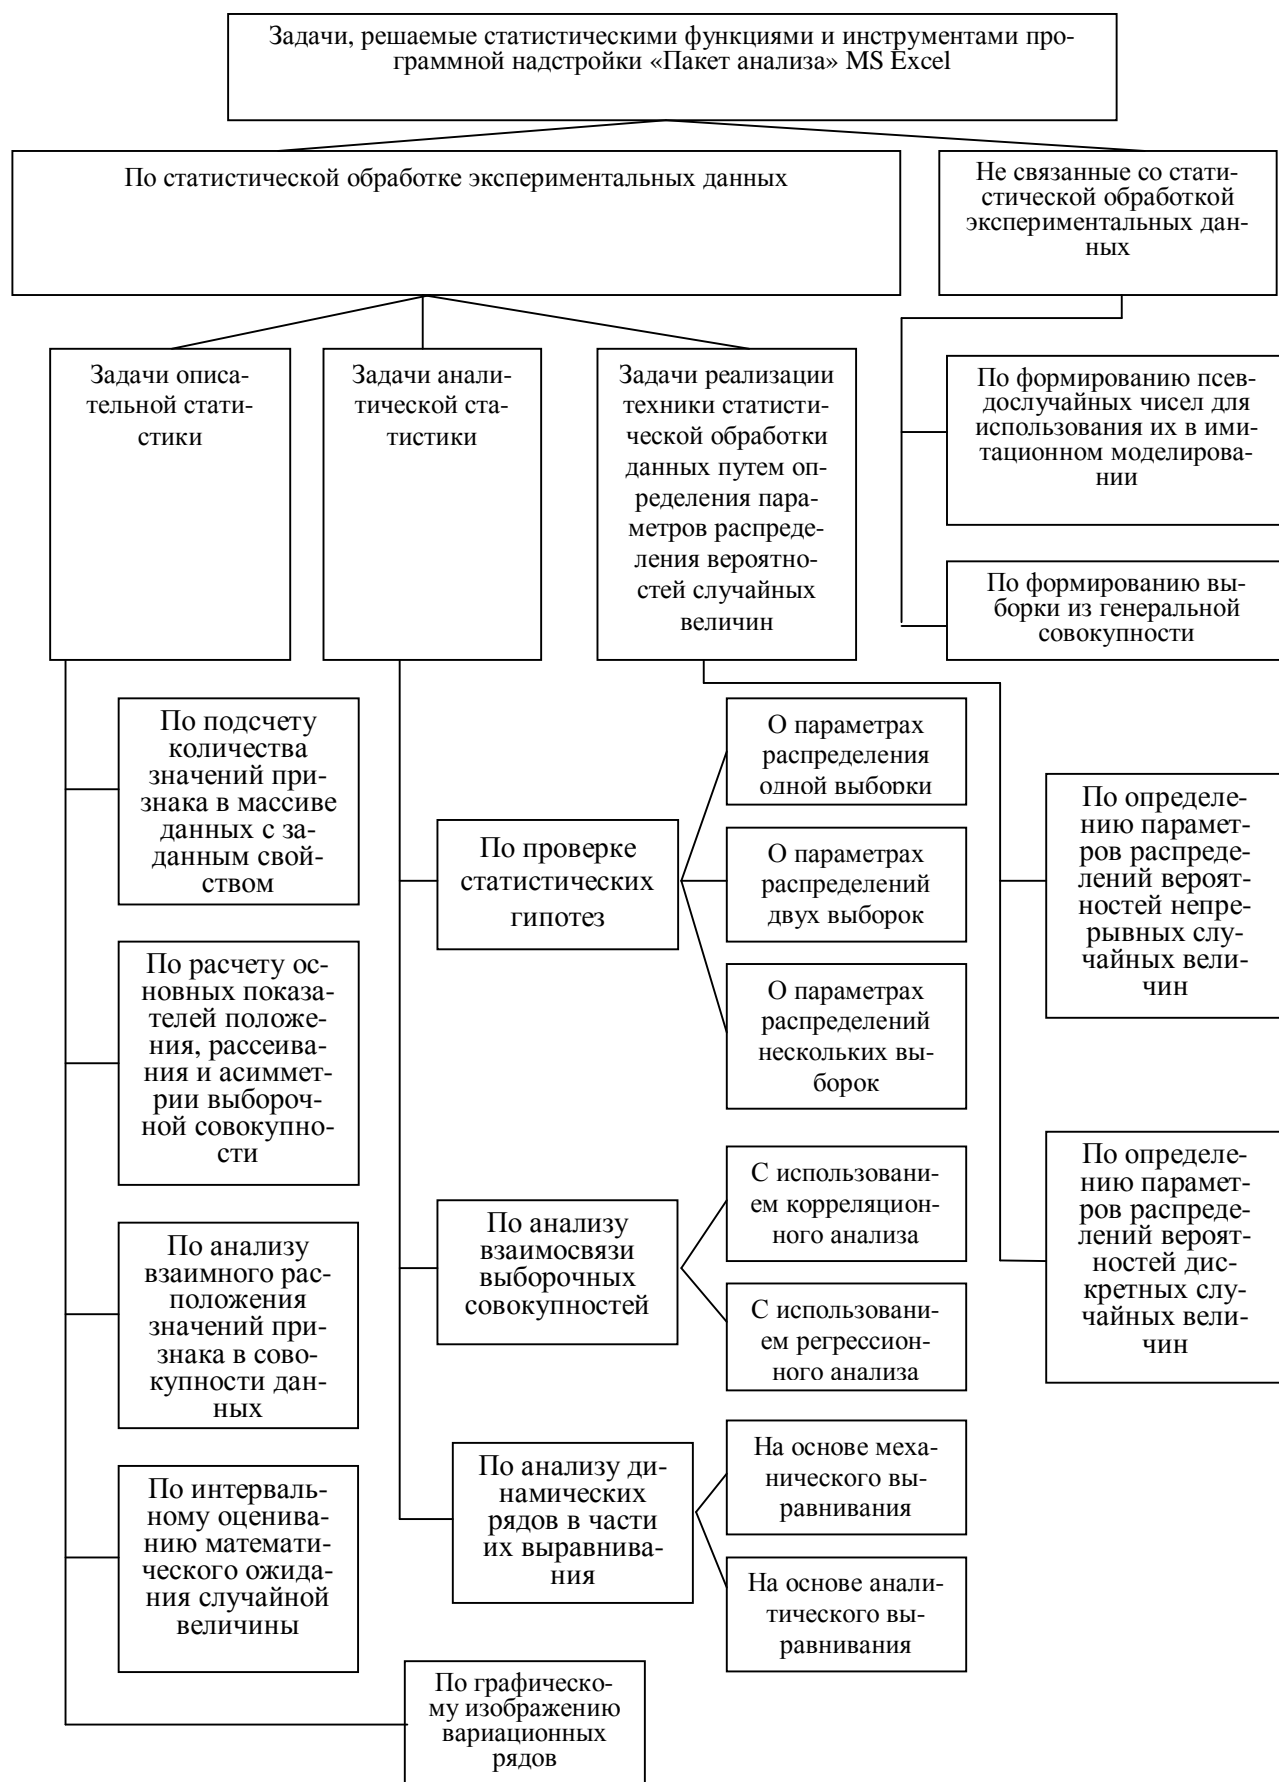 Задачи, решаемые статистическими функциями и инструментами про-
граммной надстройки «Пакет анализа» MS Excel
По статистической обработке экспериментальных данных
Не связанные со стати-
стической обработкой
экспериментальных дан-
ных
Задачи описа-
тельной стати-
стики
Задачи анали-
тической ста-
тистики
Задачи реализации
техники статисти-
ческой обработки
данных путем оп-
ределения пара-
метров распреде-
ления вероятно-
стей случайных
величин
По формированию псев-
дослучайных чисел для
использования их в ими-
тационном моделирова-
нии
По формированию вы-
борки из генеральной
совокупности
По подсчету
количества
значений при-
знака в массиве
данных с за-
данным свой-
ством
По расчету ос-
новных показа-
телей положе-
ния, рассеива-
ния и асиммет-
рии выбороч-
ной совокупно-
сти
По анализу
взаимного рас-
положения
значений при-
знака в сово-
купности дан-
ных
По интерваль-
ному оценива-
нию математи-
ческого ожида-
ния случайной
величины
По графическо-
му изображению
вариационных
рядов
По проверке
статистических
гипотез
О параметрах
распределения
одной выборки
О параметрах
распределений
двух выборок
О параметрах
распределений
нескольких вы-
борок
По анализу
взаимосвязи
выборочных
совокупностей
С использовани-
ем корреляцион-
ного анализа
С использовани-
ем регрессион-
ного анализа
По анализу ди-
намических
рядов в части
их выравнива-
ния
На основе меха-
нического вы-
равнивания
На основе анали-
тического вы-
равнивания
По определе-
нию парамет-
ров распреде-
лений вероят-
ностей непре-
рывных слу-
чайных вели-
чин
По определе-
нию парамет-
ров распреде-
лений вероят-
ностей дис-
кретных слу-
чайных вели-
чин